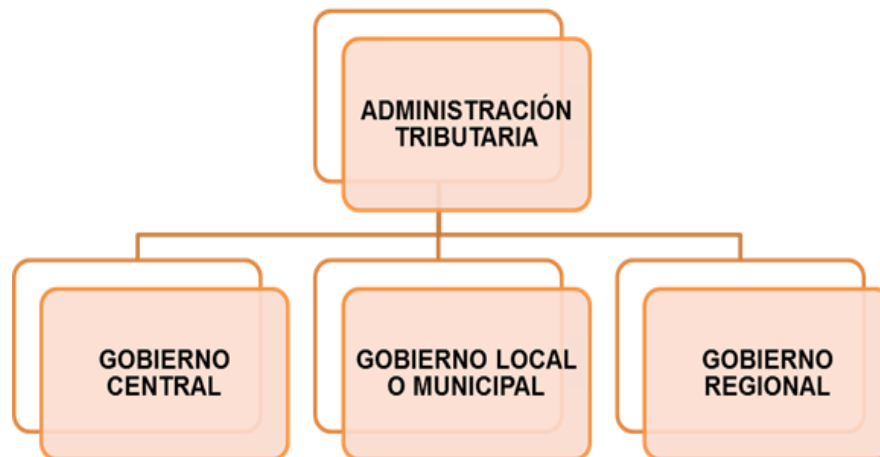 ADMINISTRACIÓN
TRIBUTARIA
GOBIERNO
CENTRAL
GOBIERNO LOCAL
O MUNICIPAL
GOBIERNO
REGIONAL